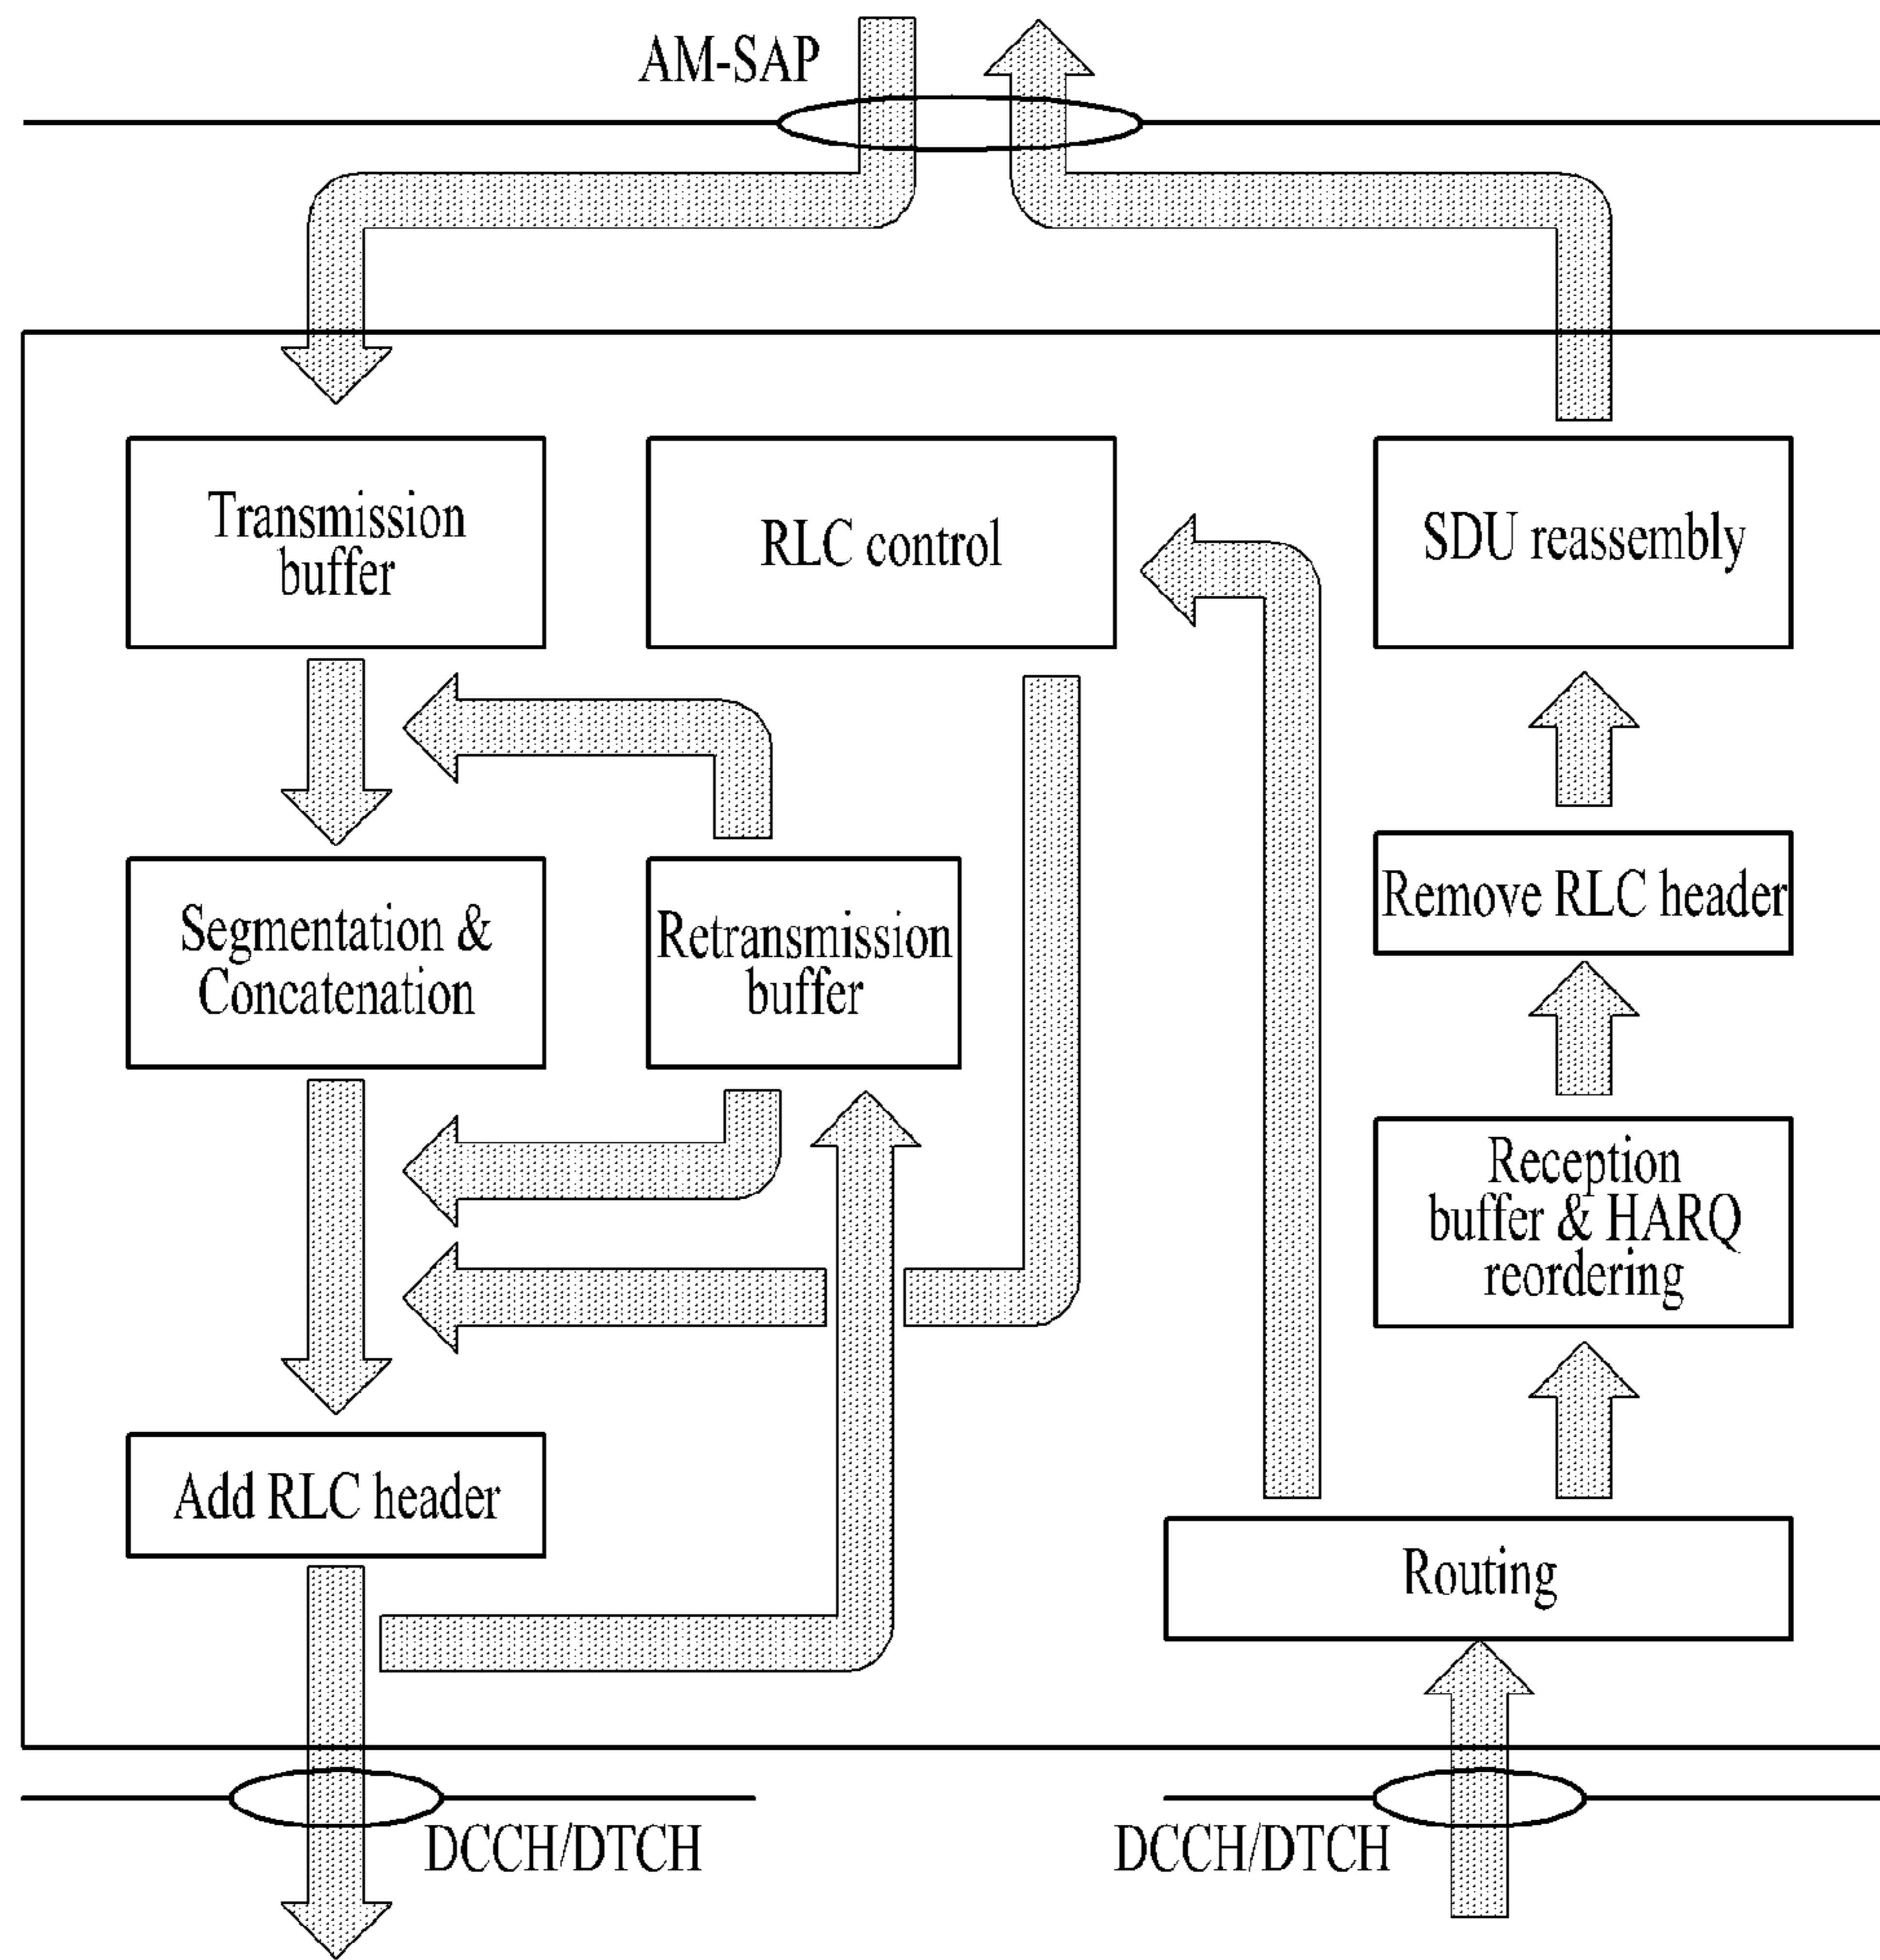 AM-SAP
Transmission
buffer
RLC control
SDU reassembly
Segmentation &
Concatenation
Retransmission
buffer
Remove RLC header
Reception
buffer & HARQ
reordering
Add RLC header
Routing
DCCH/DTCH
DCCH/DTCH